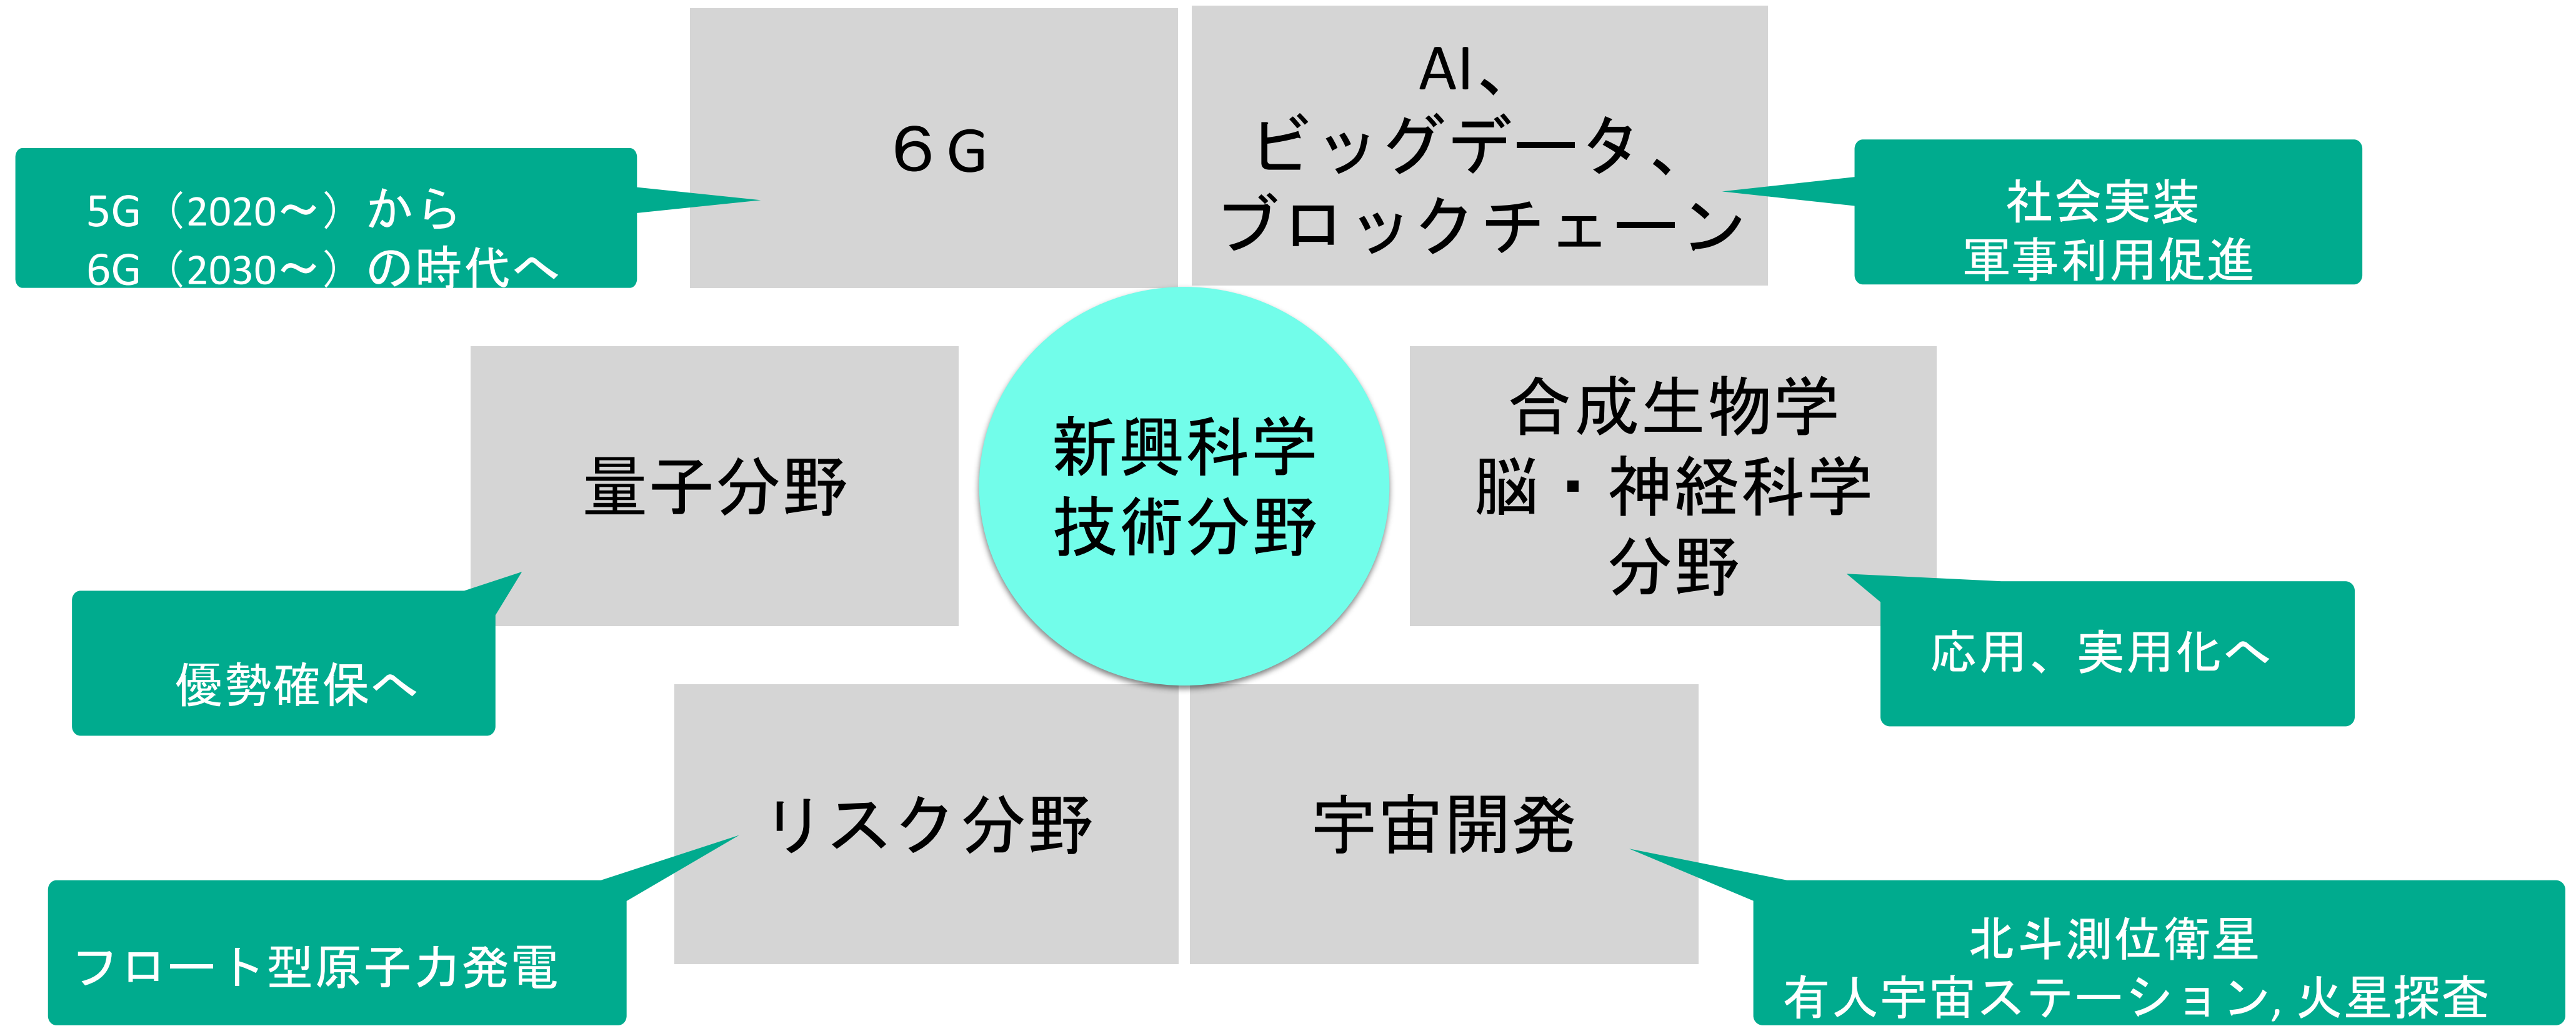 ６G
AI、
ビッグデータ、
ブロックチェーン
5G（2020～）から
6G（2030～）の時代へ
社会実装
軍事利用促進
量子分野
新興科学
技術分野
合成生物学
脳・神経科学
分野
優勢確保へ
応用、実用化へ
リスク分野
宇宙開発
フロート型原子力発電
北斗測位衛星
有人宇宙ステーション, 火星探査